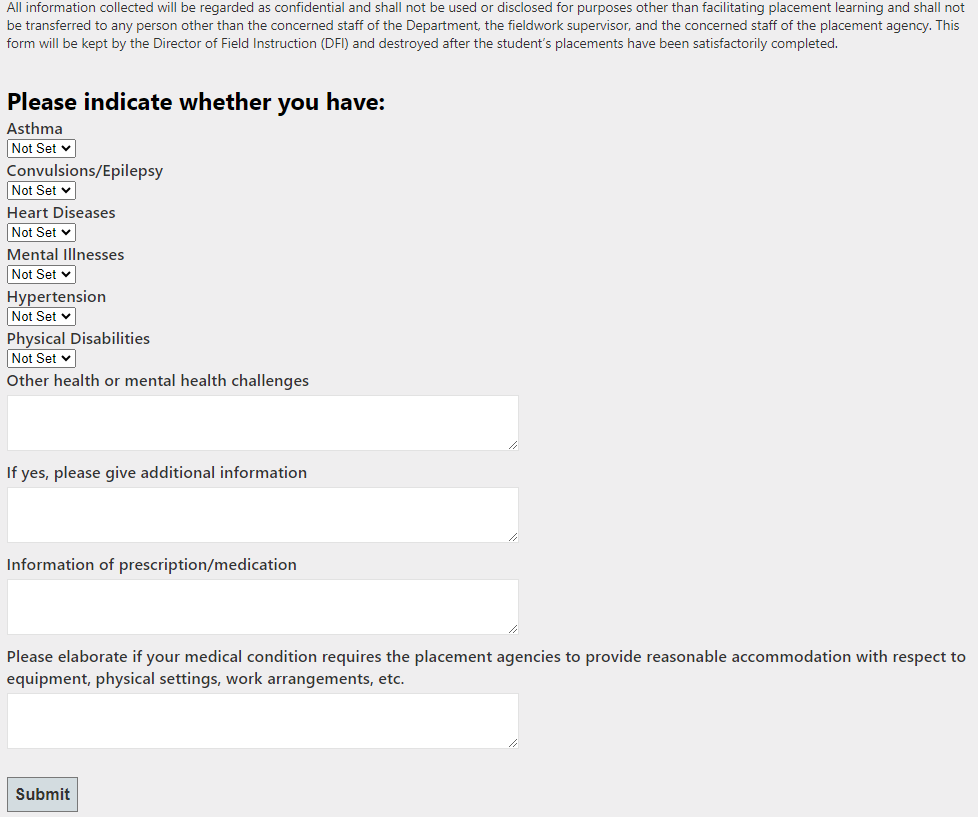 All information collected will be regarded as confidential and shall not be used or disclosed for purposes other than facilitating placement learning and shall not
be transferred to any person other than the concerned staff of the Department, the fieldwork supervisor, and the concerned staff of the placement agency. This
form will be kept by the Director of Field Instruction (DFI) and destroyed after the student’s placements have been satisfactorily completed.
Please indicate whether you have:
Asthma
Not Set
Convulsions/Epilepsy
Not Set
Heart Diseases
Not Set
Mental Illnesses
Not Set
Hypertension
Not Set
Physical Disabilities
Not Set
Other health or mental health challenges
If yes, please give additional information
Information of prescription/medication
Please elaborate if your medical condition requires the placement agencies to provide reasonable accommodation with respect to
equipment, physical settings, work arrangements, etc.
Submit